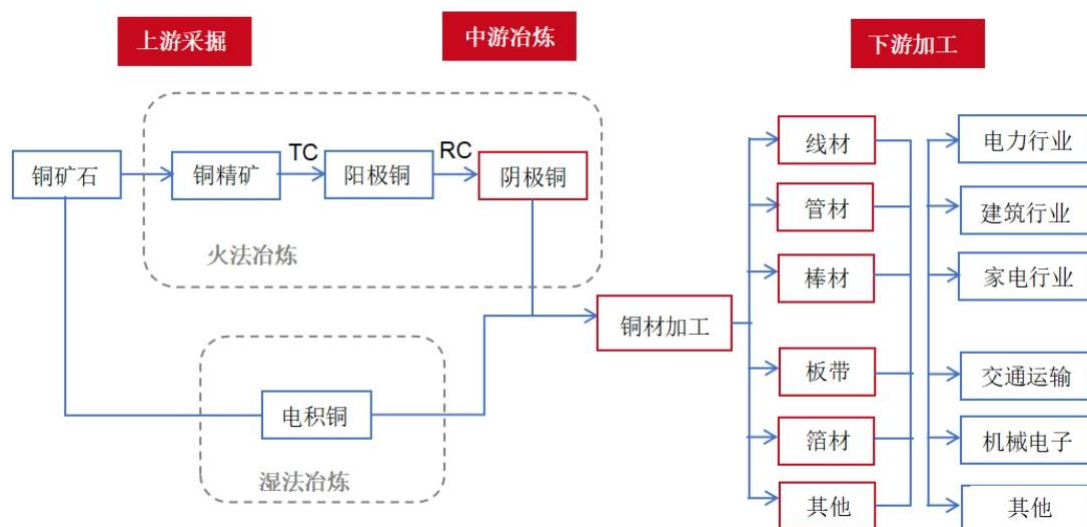 上游采掘
中游冶炼
下游加工
铜矿石
铜精矿
TC
阳极铜
RC
阴极铜
火法冶炼
电积铜
湿法冶炼
铜材加工
线材
管材
棒材
板带
箔材
其他
电力行业
建筑行业
家电行业
交通运输
机械电子
其他